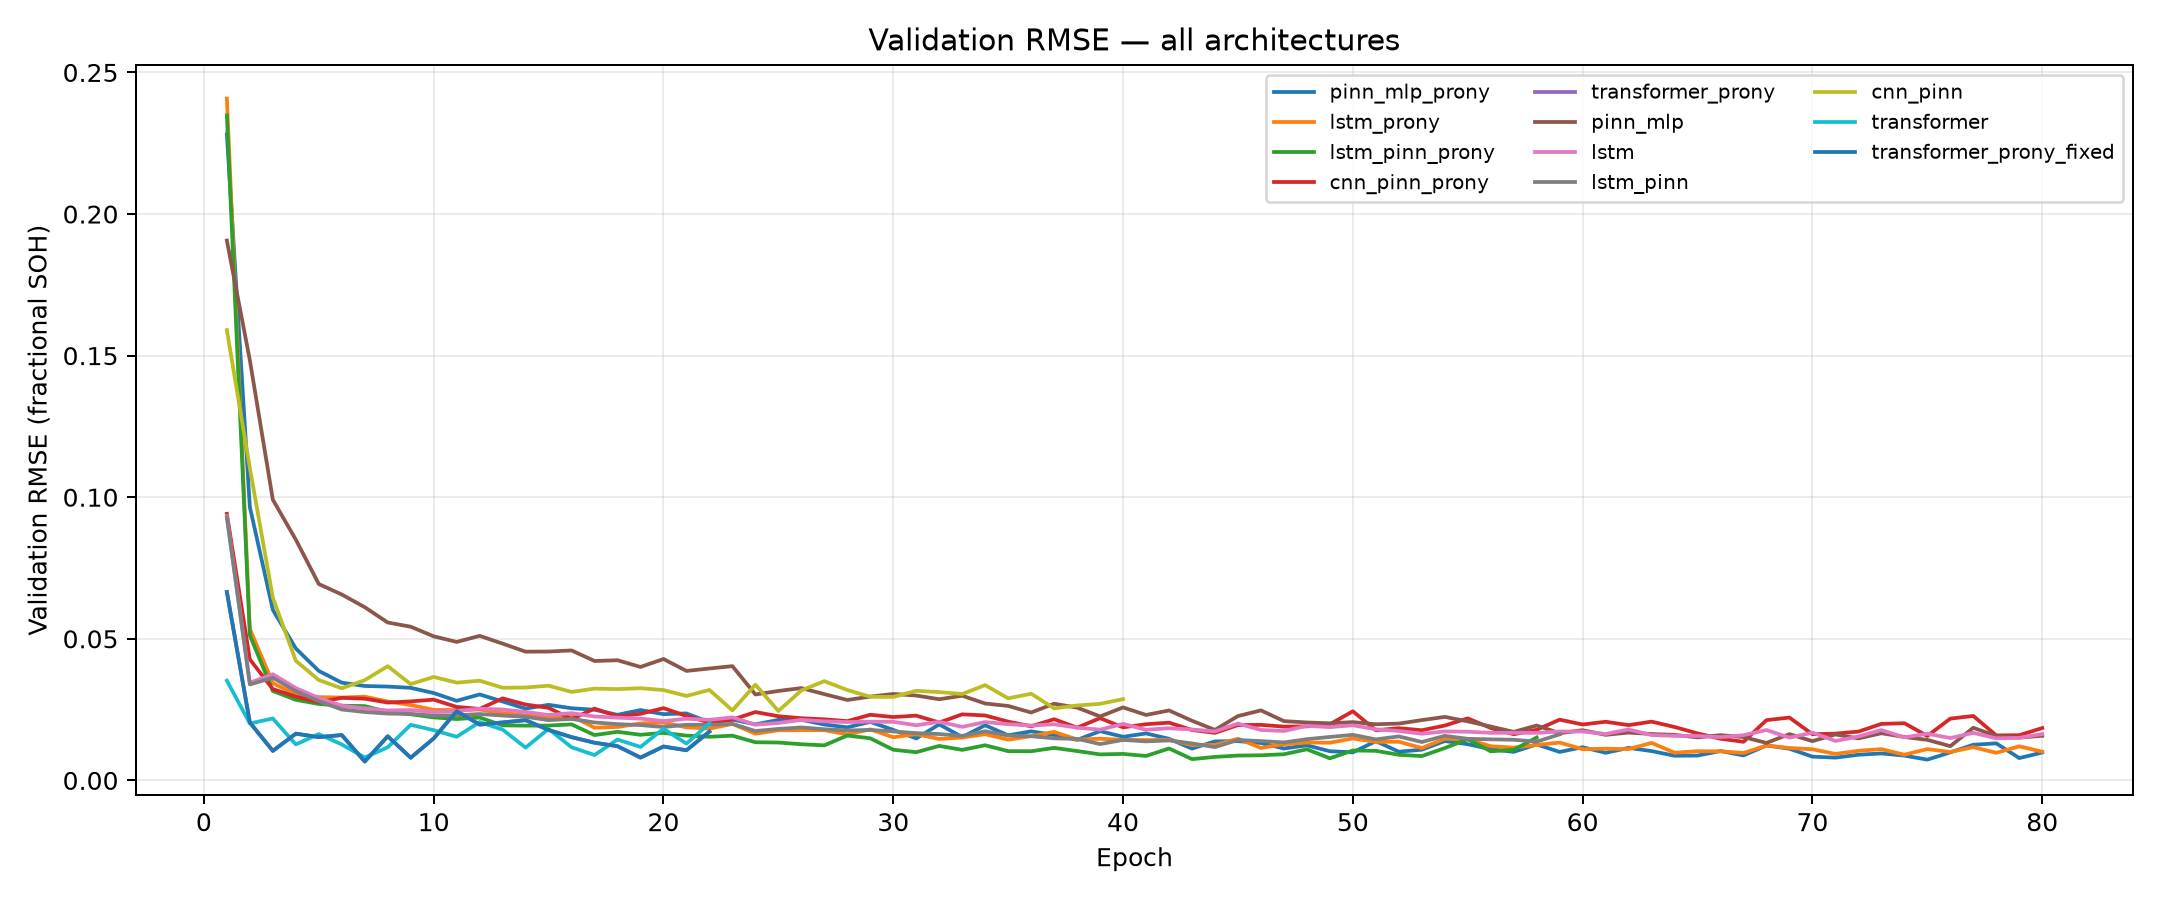 Validation RMSE — all architectures
0.25
0.20
0.15
0.10
0.05
0.00
Validation RMSE (fractional SOH)
pinn_mlp_prony
lstm_prony
lstm_pinn_prony
cnn_pinn_prony
transformer_prony
pinn_mlp
lstm
lstm_pinn
cnn_pinn
transformer
transformer_prony_fixed
0 10 20 30 40 50 60 70 80
Epoch